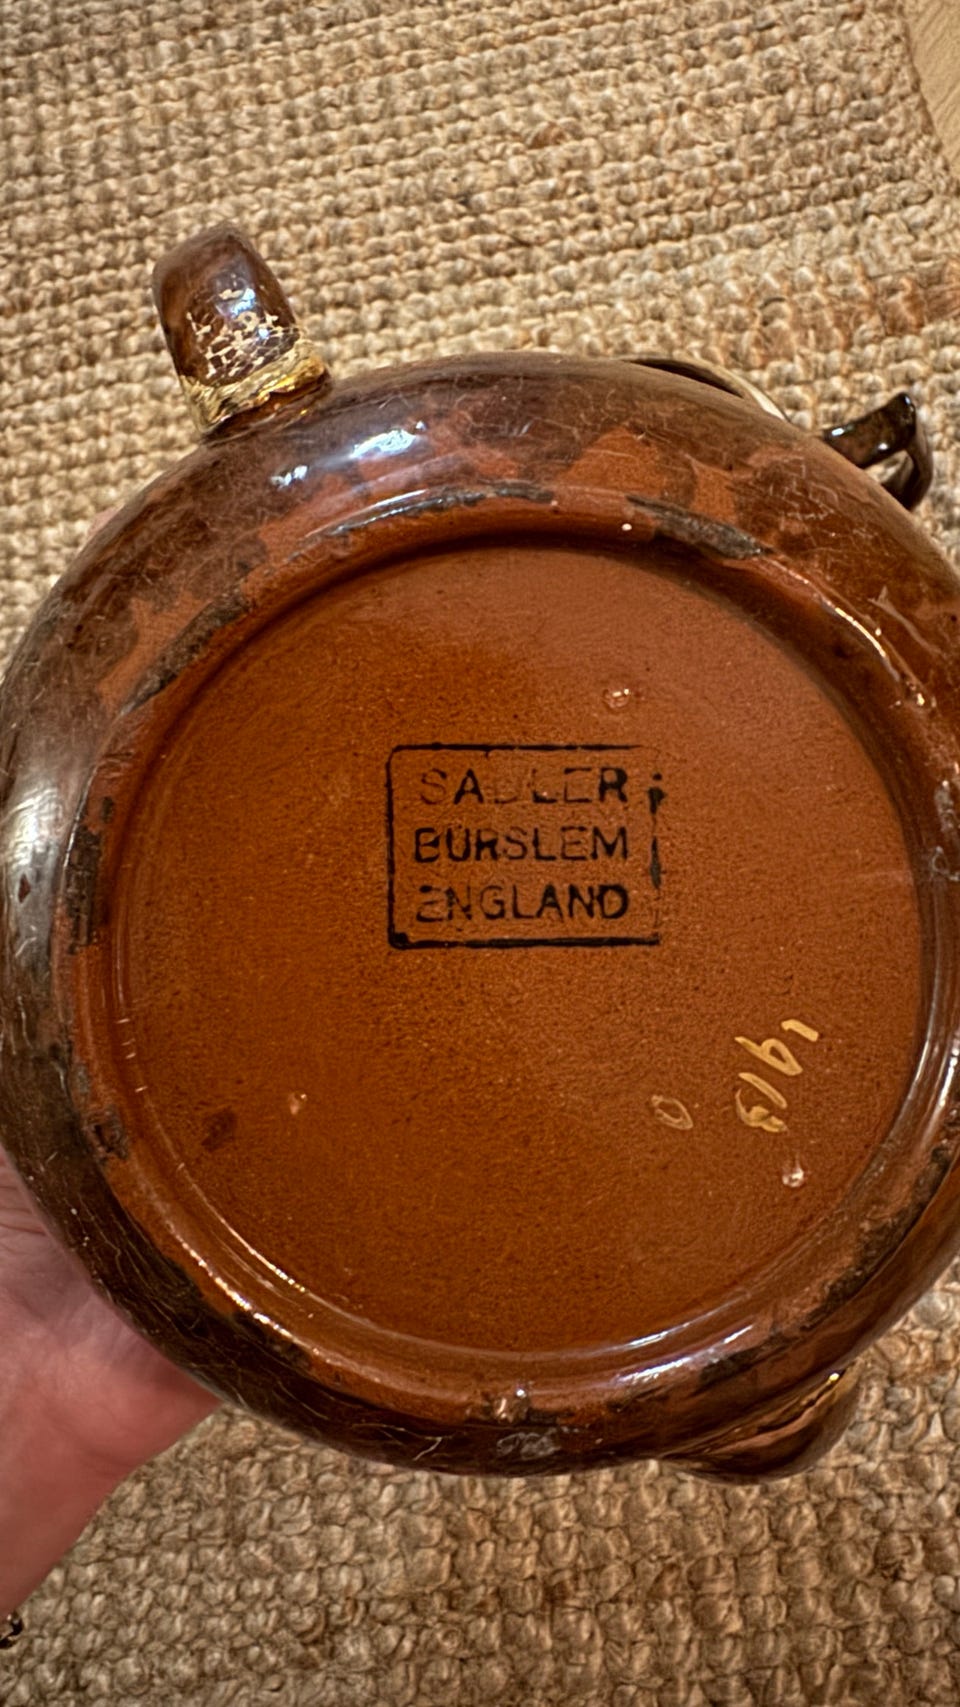 SADLER
BURSLEM
ENGLAND
1913